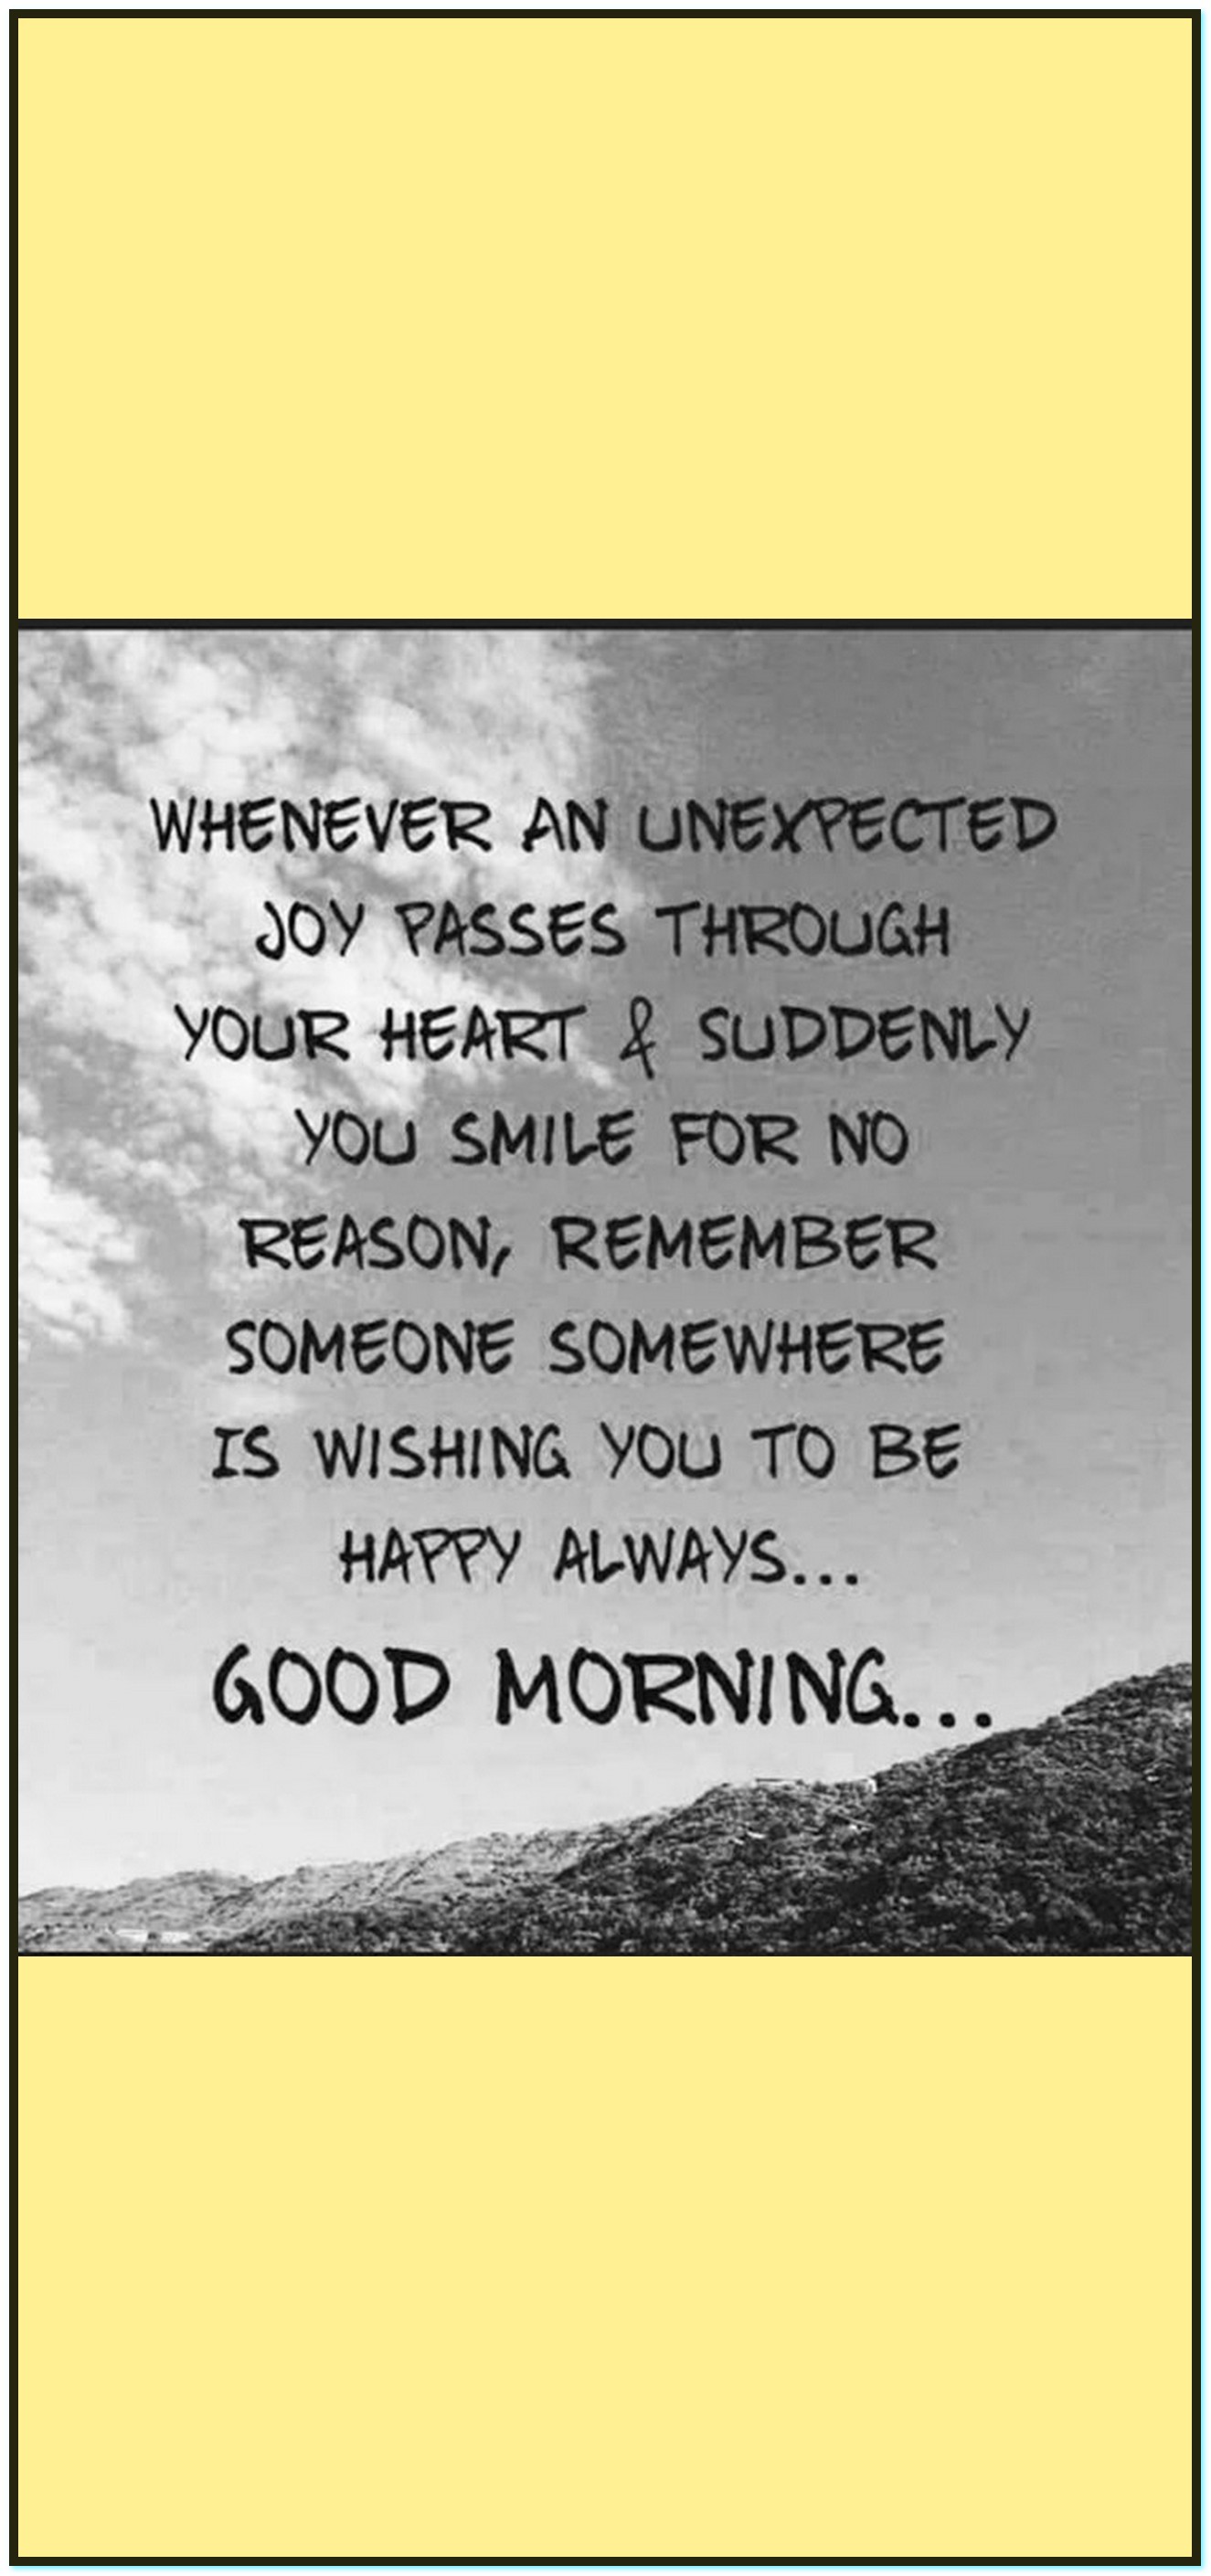 WHENEVER AN UNEXPECTED
JOY PASSES THROUGH
YOUR HEART & SUDDENLY
YOU SMILE FOR NO
REASON, REMEMBER
SOMEONE SOMEWHERE
IS WISHING YOU TO BE
HAPPY ALWAYS...
GOOD MORNING...